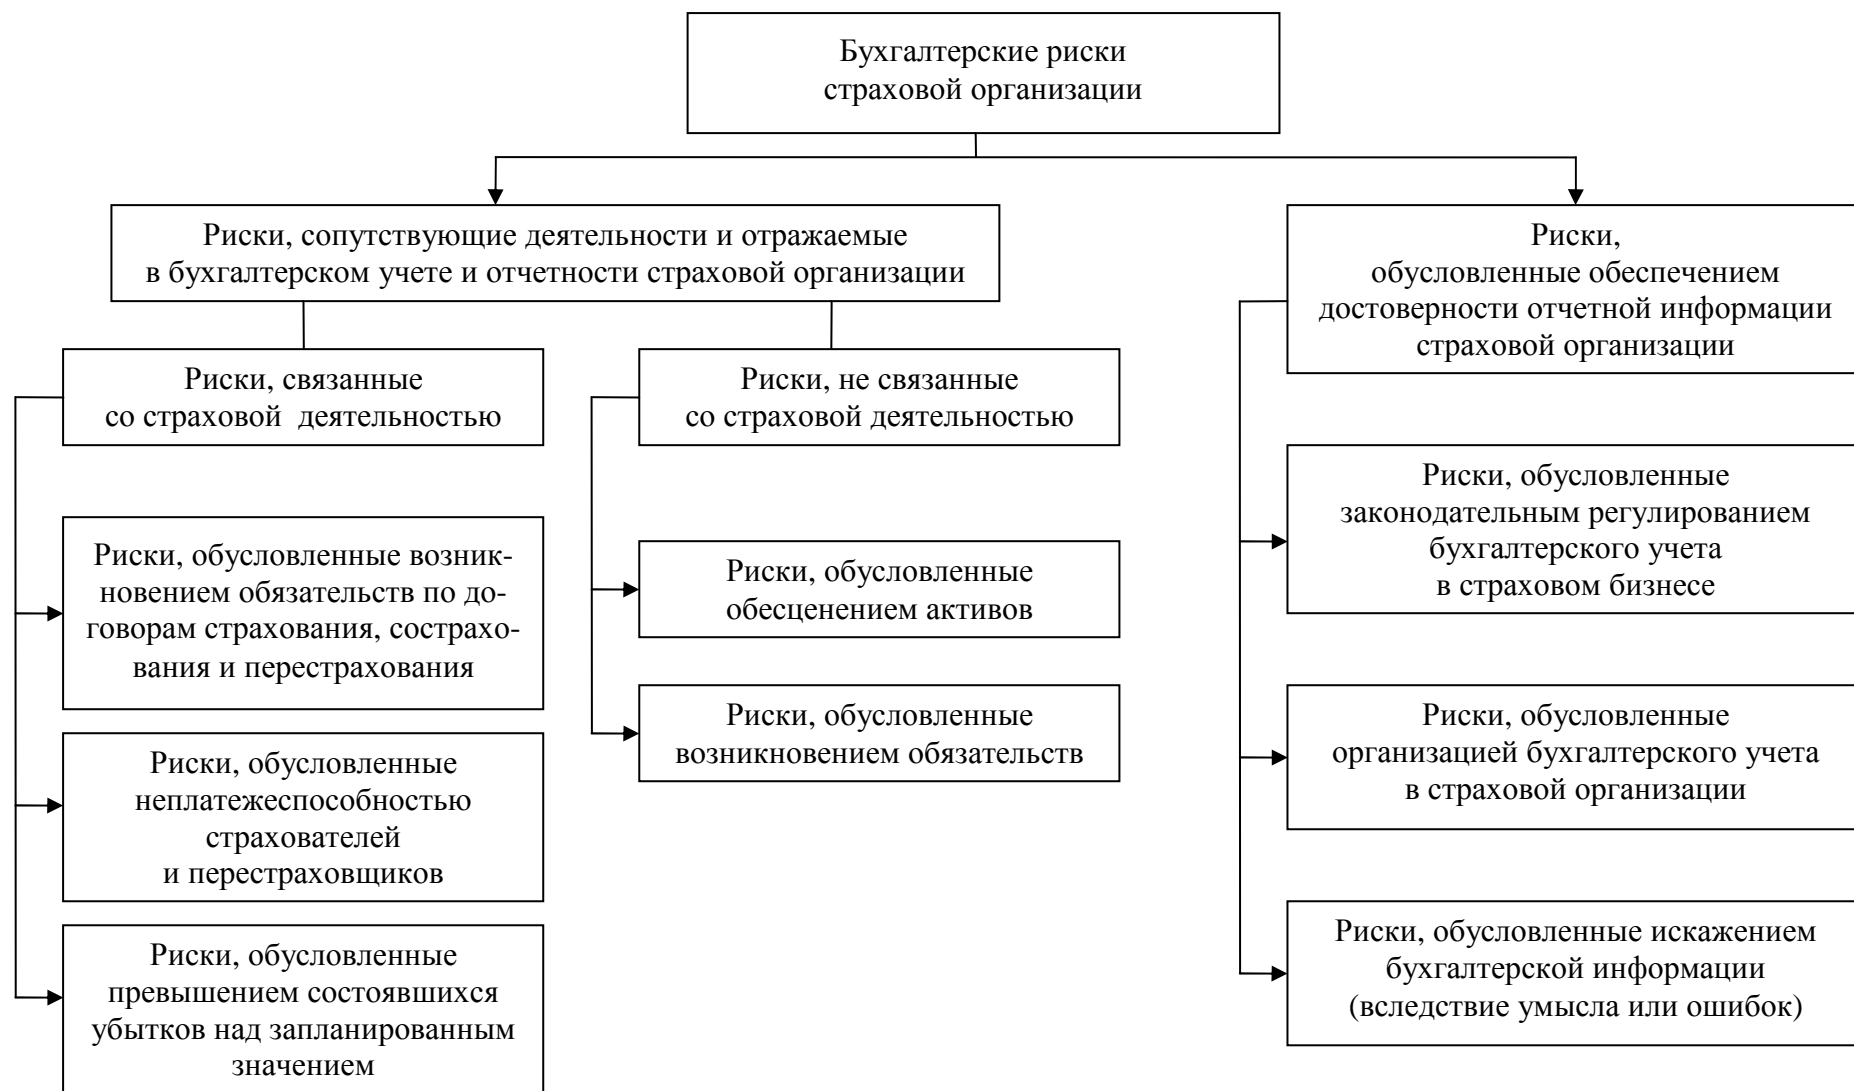 Бухгалтерские риски
страховой организации
Риски, сопутствующие деятельности и отражаемые
в бухгалтерском учете и отчетности страховой организации
Риски,
обусловленные обеспечением
достоверности отчетной информации
страховой организации
Риски, связанные
со страховой деятельностью
Риски, не связанные
со страховой деятельностью
Риски, обусловленные возник-
новением обязательств по до-
говорам страхования, сострахо-
вания и перестрахования
Риски, обусловленные
неплатежеспособностью
страхователей
и перестраховщиков
Риски, обусловленные
превышением состоявшихся
убытков над запланированным
значением
Риски, обусловленные
обесценением активов
Риски, обусловленные
возникновением обязательств
Риски, обусловленные
законодательным регулированием
бухгалтерского учета
в страховом бизнесе
Риски, обусловленные
организацией бухгалтерского учета
в страховой организации
Риски, обусловленные искажением
бухгалтерской информации
(вследствие умысла или ошибок)